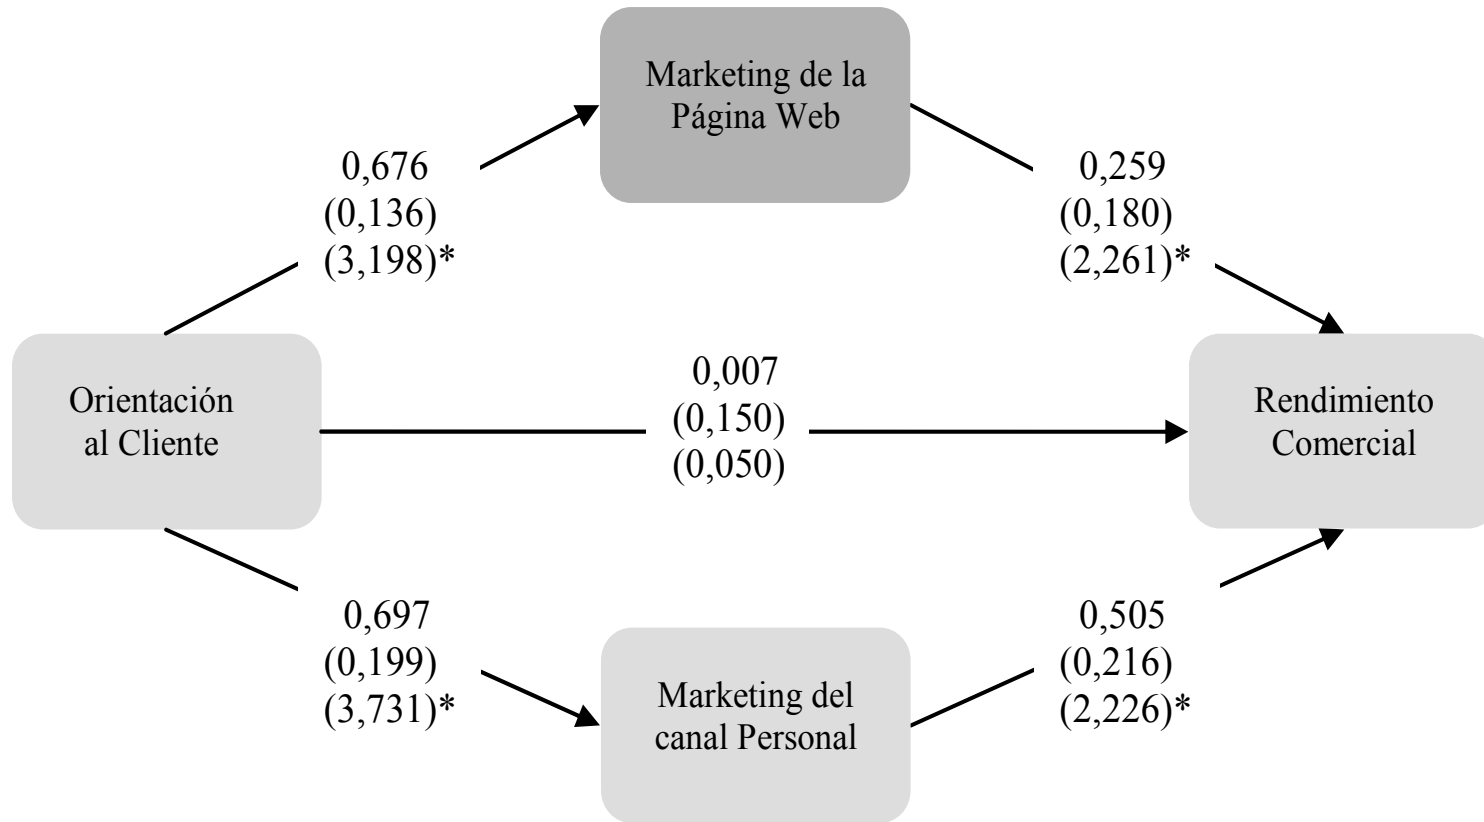 Marketing de la
Página Web
0,676
(0,136)
(3,198)*
0,259
(0,180)
(2,261)*
Orientación
al Cliente
0,007
(0,150)
(0,050)
Rendimiento
Comercial
0,697
(0,199)
(3,731)*
Marketing del
canal Personal
0,505
(0,216)
(2,226)*